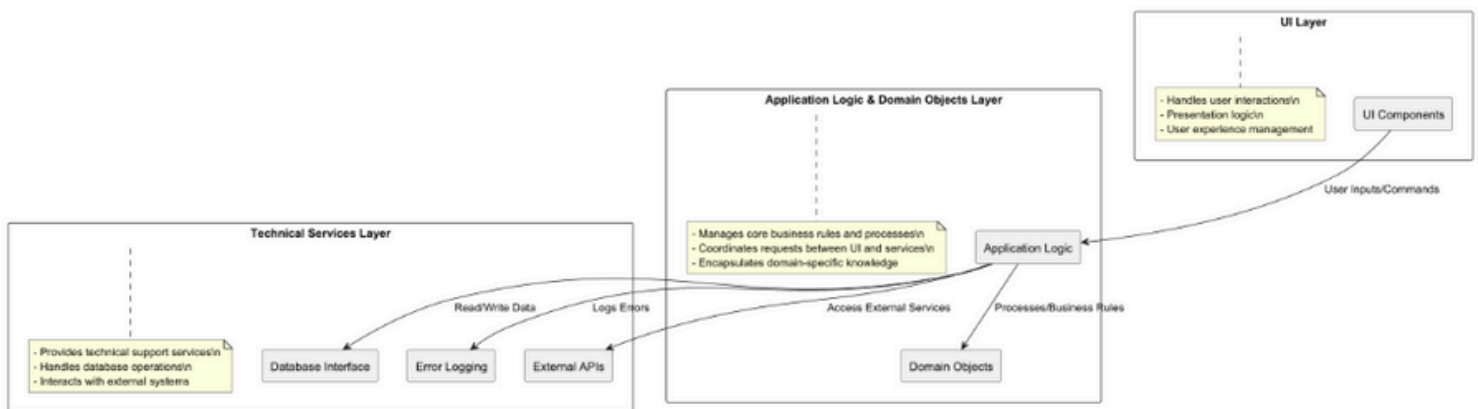 UI Layer
- Handles user interactions\n
- Presentation logic\n
- User experience management
UI Components
User Inputs/Commands
Application Logic & Domain Objects Layer
- Manages core business rules and processes\n
- Coordinates requests between UI and services\n
- Encapsulates domain-specific knowledge
Application Logic
Technical Services Layer
Read/Write Data
Logs Errors
Access External Services
Processes/Business Rules
- Provides technical support services\n
- Handles database operations\n
- Interacts with external systems
Database Interface
Error Logging
External APIs
Domain Objects